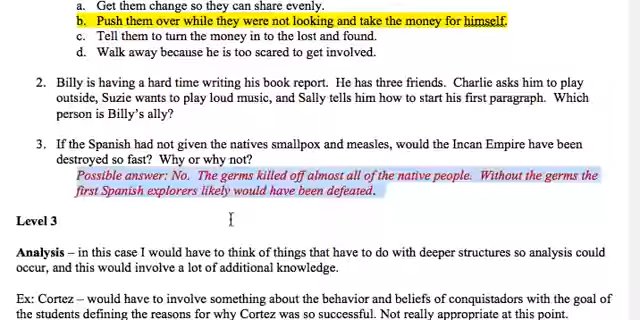 a. Get them change so they can share evenly.
b. Push them over while they were not looking and take the money for himself.
c. Tell them to turn the money in to the lost and found.
d. Walk away because he is too scared to get involved.
2. Billy is having a hard time writing his book report. He has three friends. Charlie asks him to play
outside, Suzie wants to play loud music, and Sally tells him how to start his first paragraph. Which
person is Billy's ally?
3. If the Spanish had not given the natives smallpox and measles, would the Incan Empire have been
destroyed so fast? Why or why not?
Possible answer: No. The germs killed off almost all of the native people. Without the germs the
first Spanish explorers likely would have been defeated.
Level 3
Analysis – in this case I would have to think of things that have to do with deeper structures so analysis could
occur, and this would involve a lot of additional knowledge.
Ex: Cortez – would have to involve something about the behavior and beliefs of conquistadors with the goal of
the students defining the reasons for why Cortez was so successful. Not really appropriate at this point.